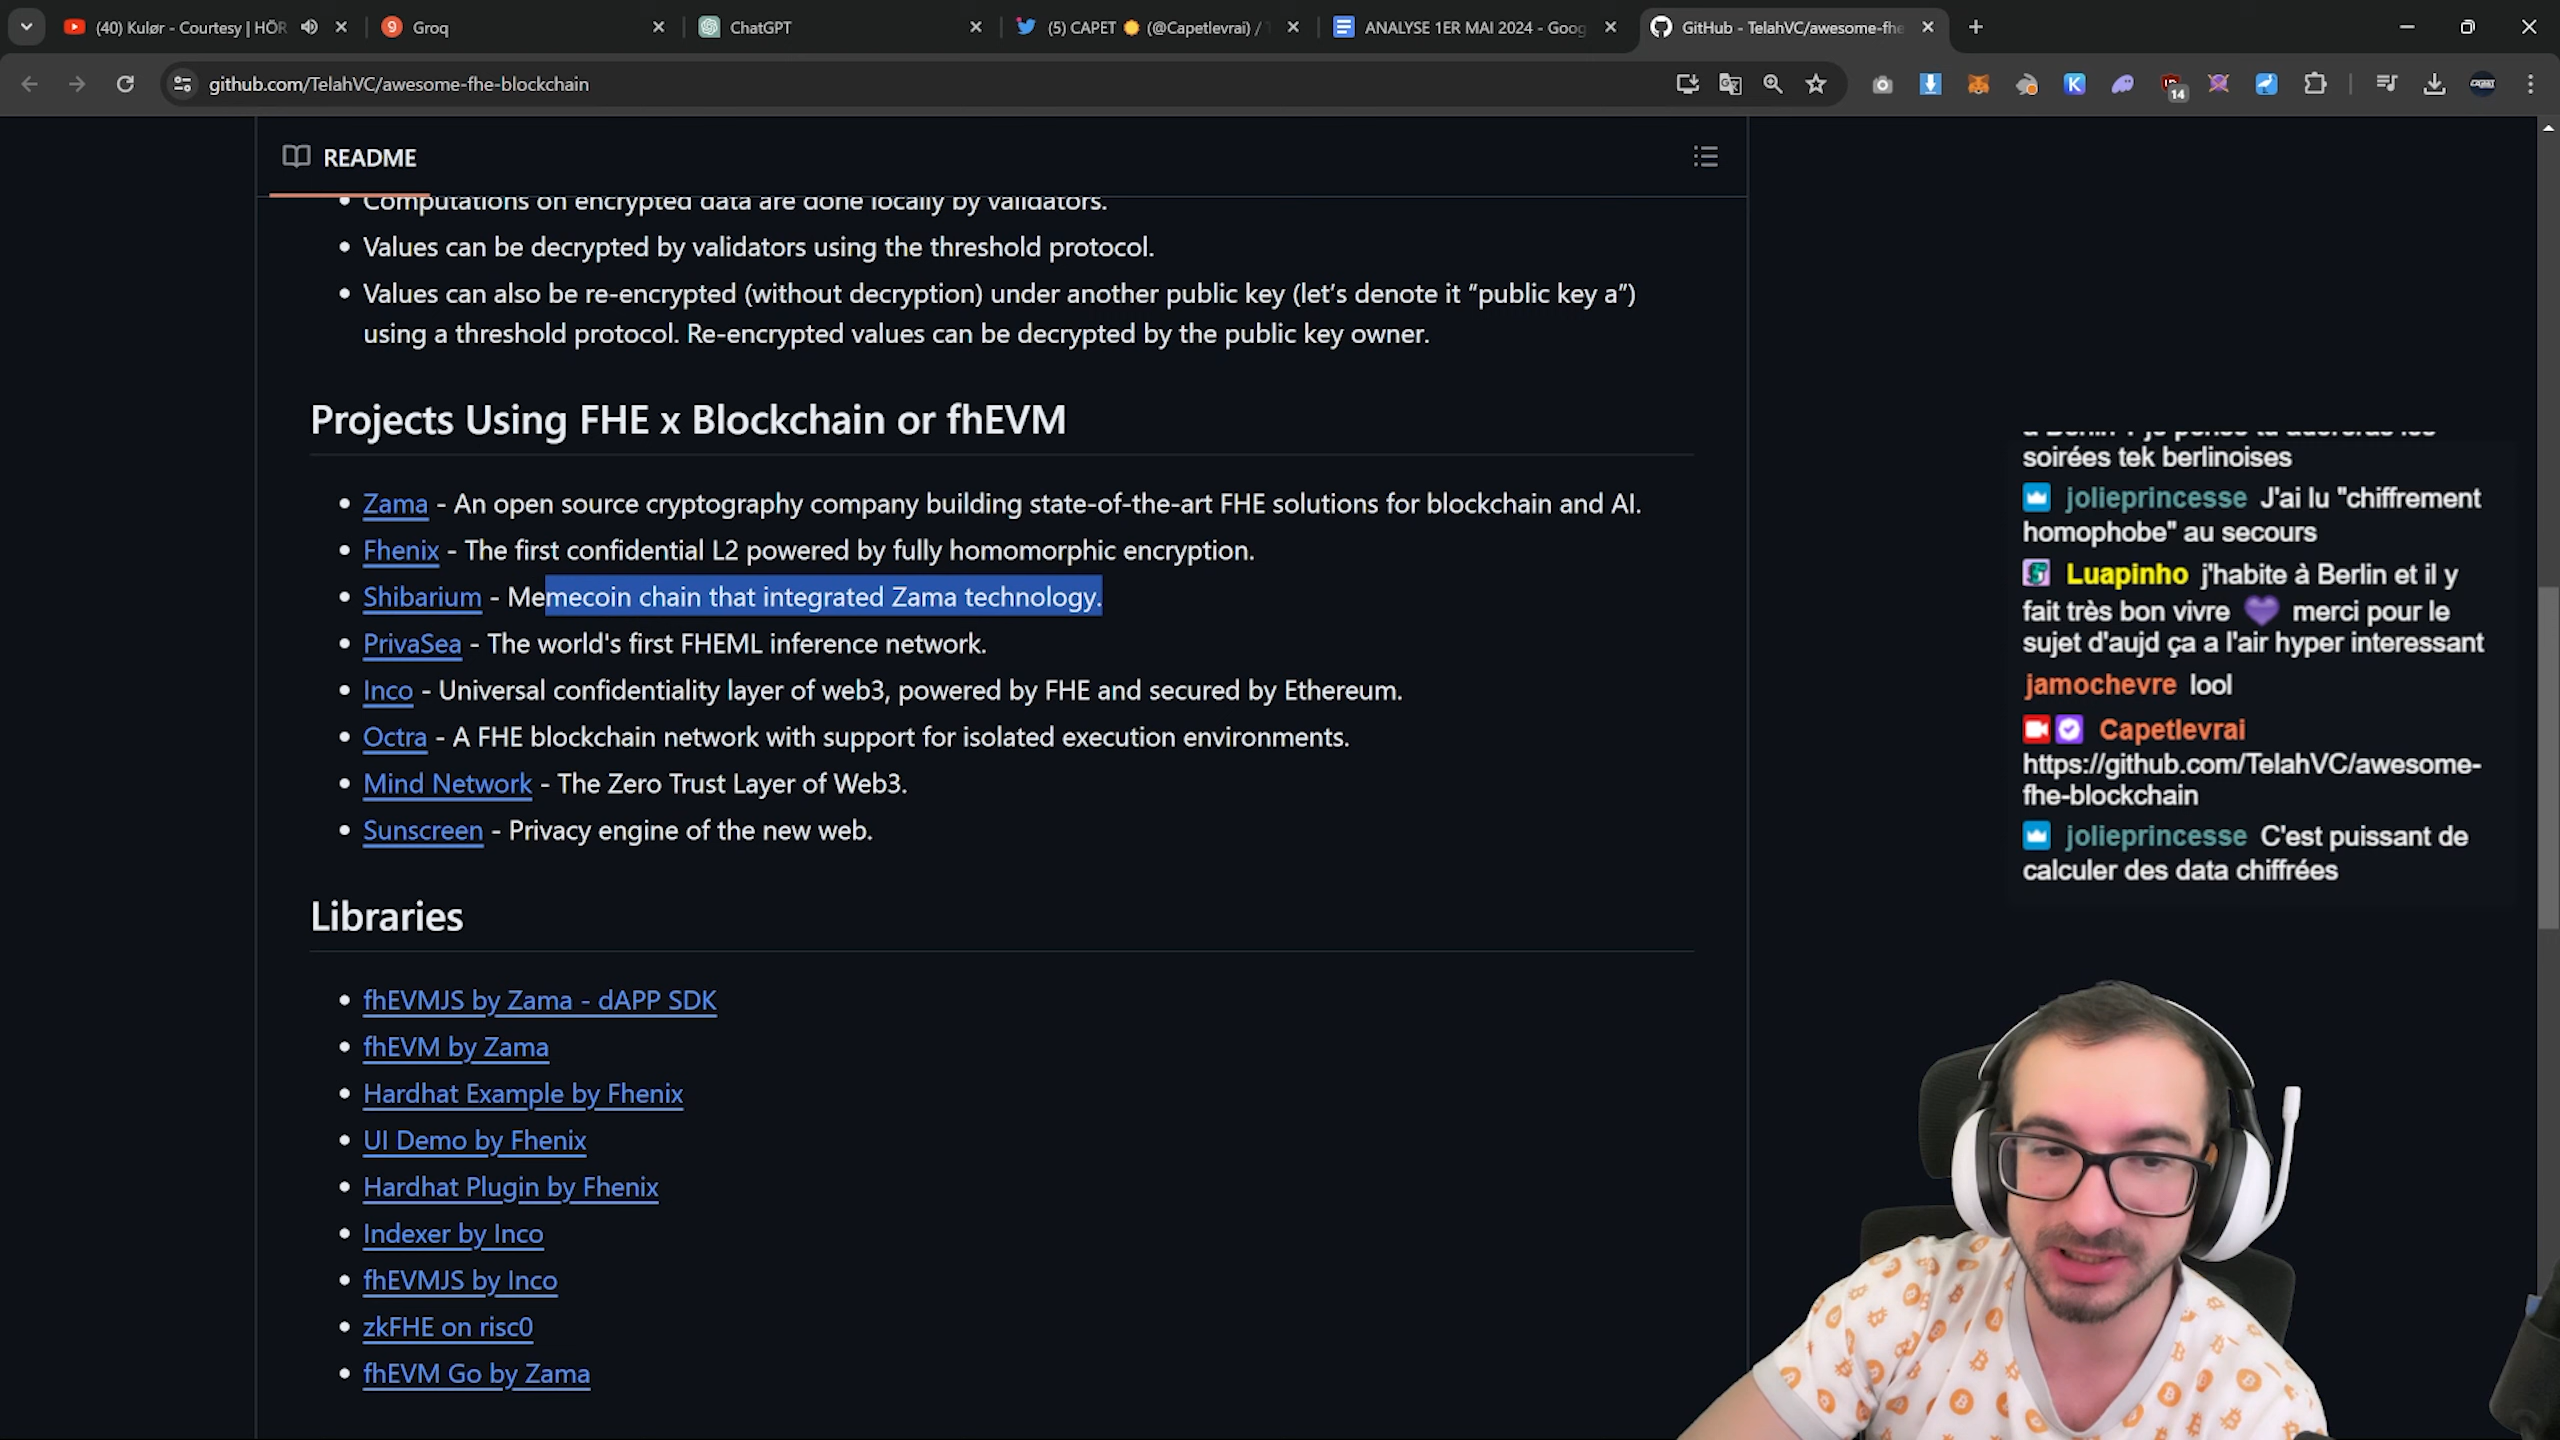 (40) Kulør - Courtesy | HÖR
Groq
ChatGPT
(5) CAPET (@Capetlevrai) /
ANALYSE 1ER MAI 2024 - Goog
GitHub - TelahVC/awesome-fhe
github.com/TelahVC/awesome-fhe-blockchain
14
README
Computations on encrypted data are done locally by validators.
Values can be decrypted by validators using the threshold protocol.
Values can also be re-encrypted (without decryption) under another public key (let’s denote it “public key a”)
using a threshold protocol. Re-encrypted values can be decrypted by the public key owner.
Projects Using FHE x Blockchain or fhEVM
Zama - An open source cryptography company building state-of-the-art FHE solutions for blockchain and AI.
Fhenix - The first confidential L2 powered by fully homomorphic encryption.
Shibarium - Memecoin chain that integrated Zama technology.
PrivaSea - The world's first FHEML inference network.
Inco - Universal confidentiality layer of web3, powered by FHE and secured by Ethereum.
Octra - A FHE blockchain network with support for isolated execution environments.
Mind Network - The Zero Trust Layer of Web3.
Sunscreen - Privacy engine of the new web.
Libraries
fhEVMJS by Zama - dAPP SDK
fhEVM by Zama
Hardhat Example by Fhenix
UI Demo by Fhenix
Hardhat Plugin by Fhenix
Indexer by Inco
fhEVMJS by Inco
zkFHE on risc0
fhEVM Go by Zama
soirées tek berlinoises
jolieprincesse J'ai lu "chiffrement
homophobe" au secours
Luapinho j'habite à Berlin et il y
fait très bon vivre merci pour le
sujet d'aujd ça a l'air hyper interessant
jamochevre lool
Capetlevrai
https://github.com/TelahVC/awesome-
fhe-blockchain
jolieprincesse C'est puissant de
calculer des data chiffrées